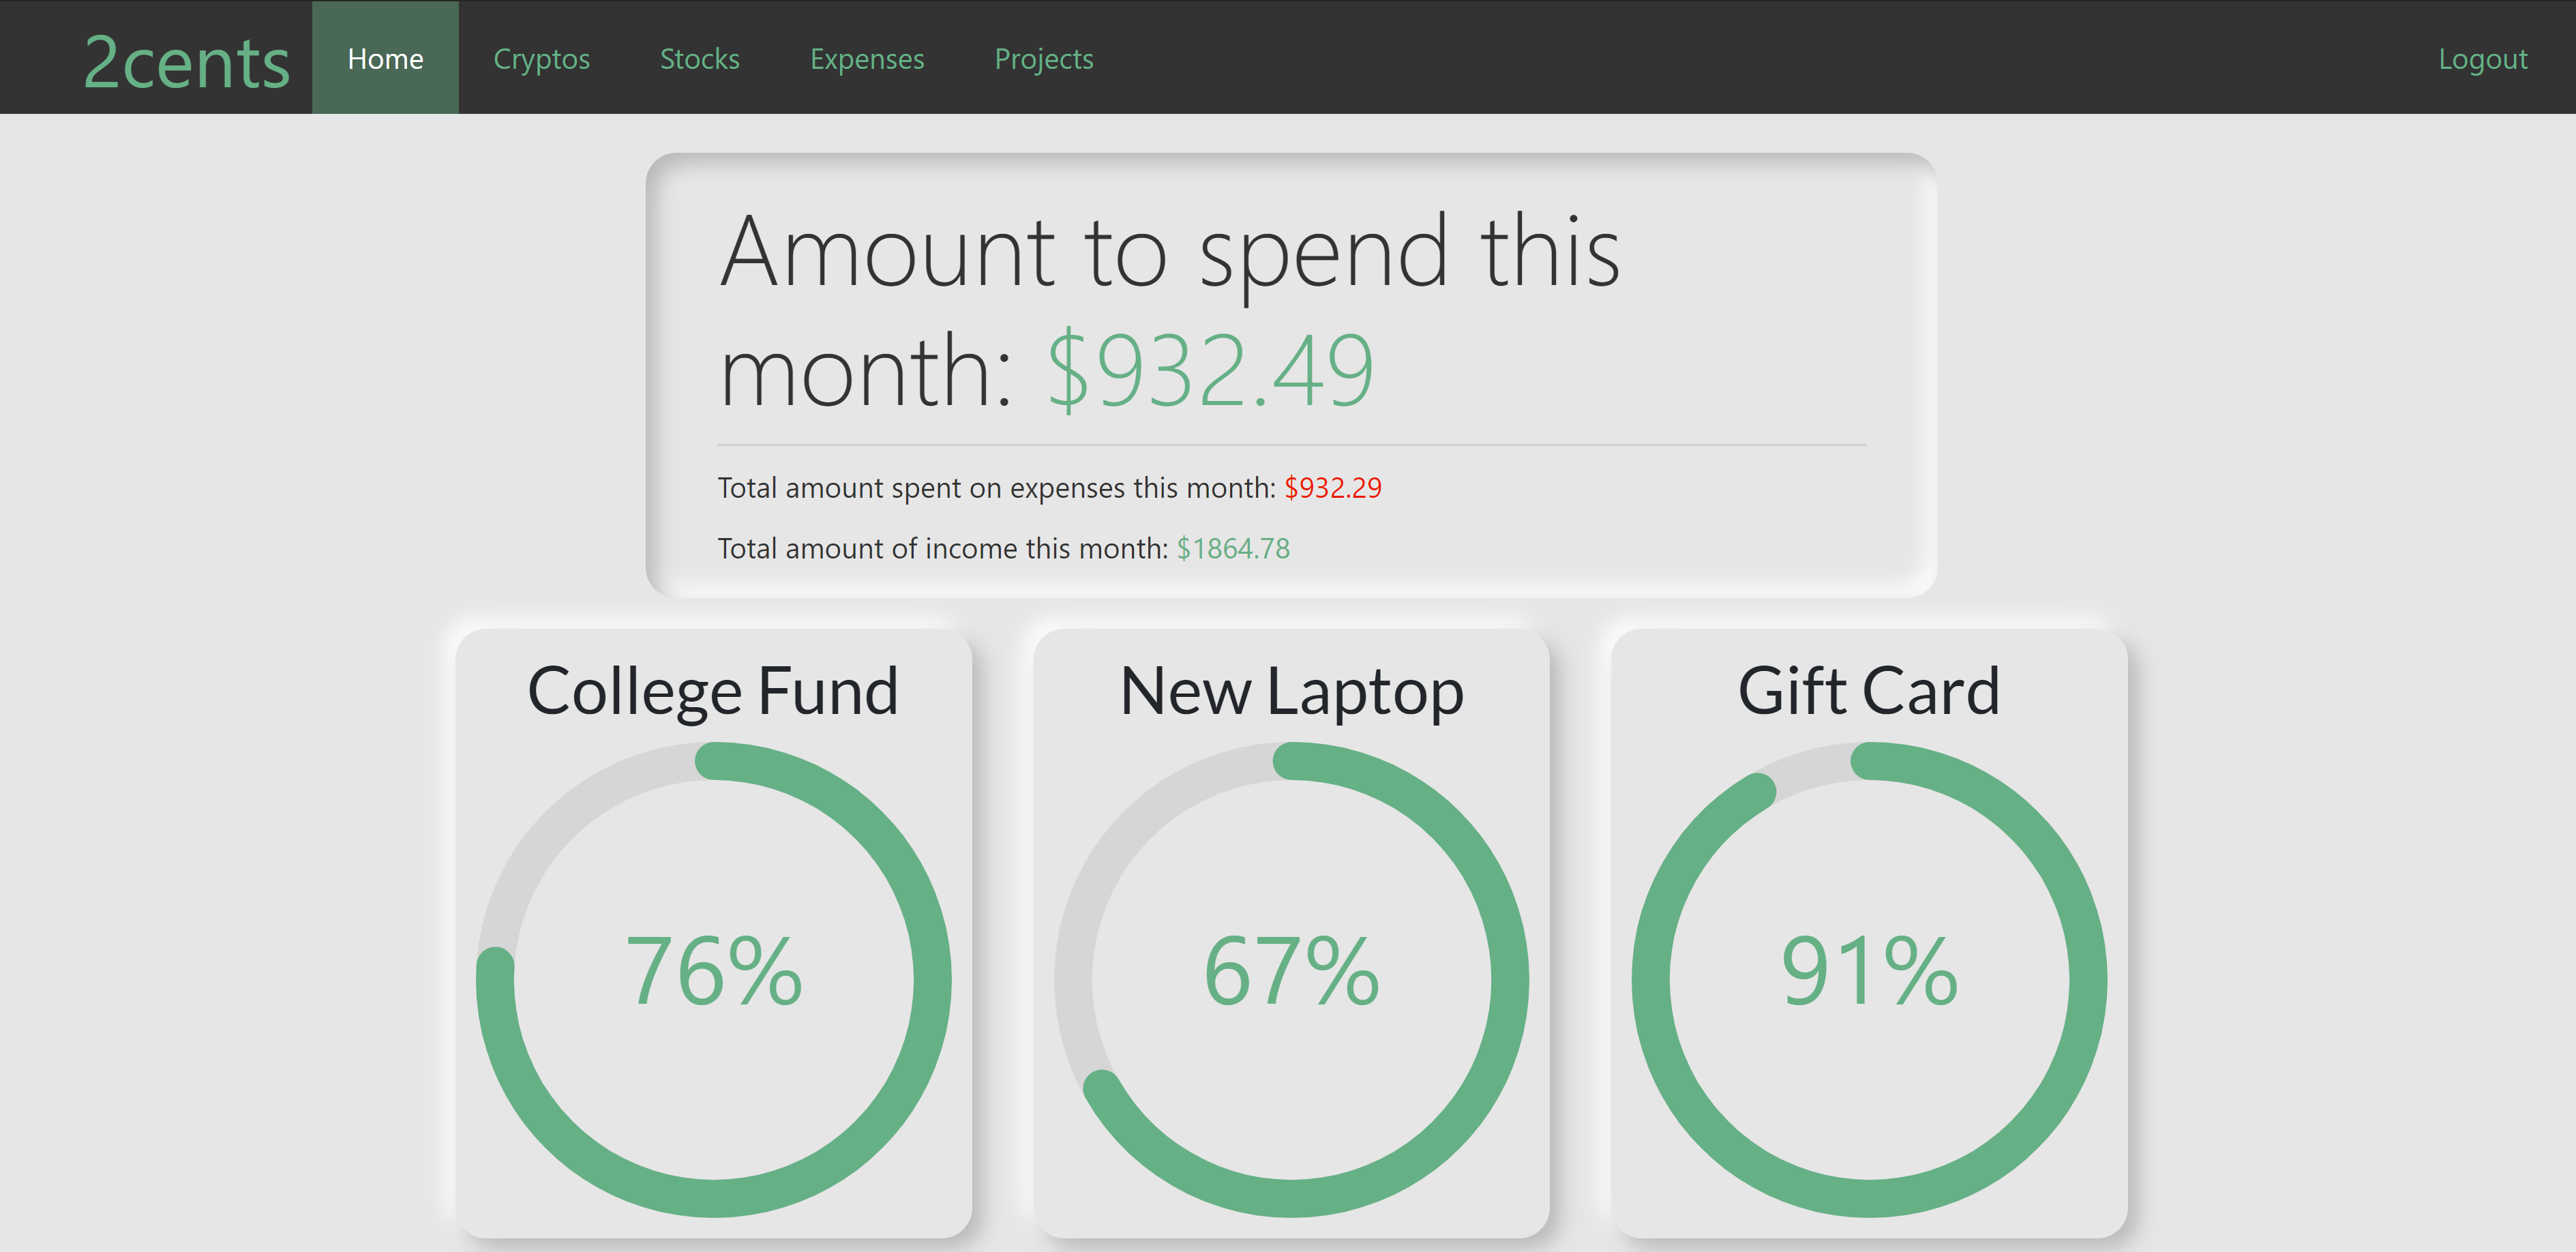 2cents Home Cryptos Stocks Expenses Projects Logout
Amount to spend this
month: $932.49
Total amount spent on expenses this month: $932.29
Total amount of income this month: $1864.78
College Fund
76%
New Laptop
67%
Gift Card
91%